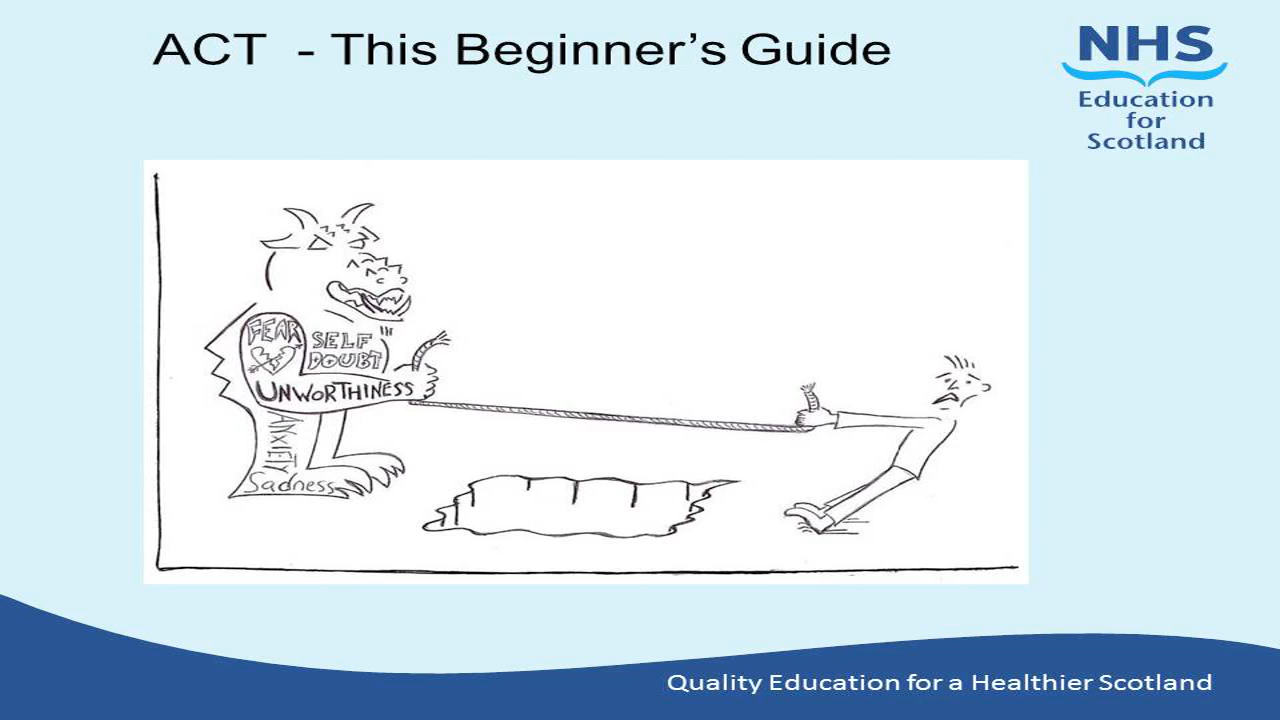 ACT  - This Beginner’s Guide
NHS
Education
for
Scotland
FEAR
SELF
DOUBT
UNWORTHINESS
ANXIETY
Sadness
Quality Education for a Healthier Scotland